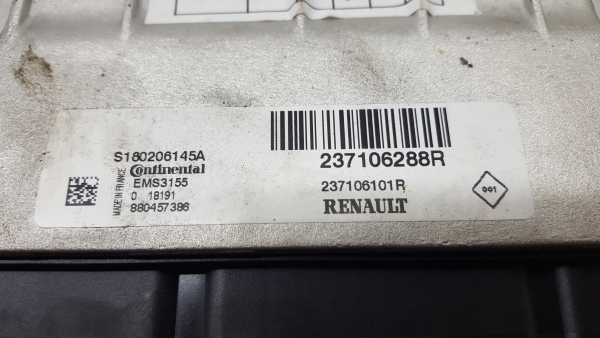 S180206145A
Continental
EMS3155
0 18191
880457386
MADE IN FRANCE
237106288R
237106101R
RENAULT
001